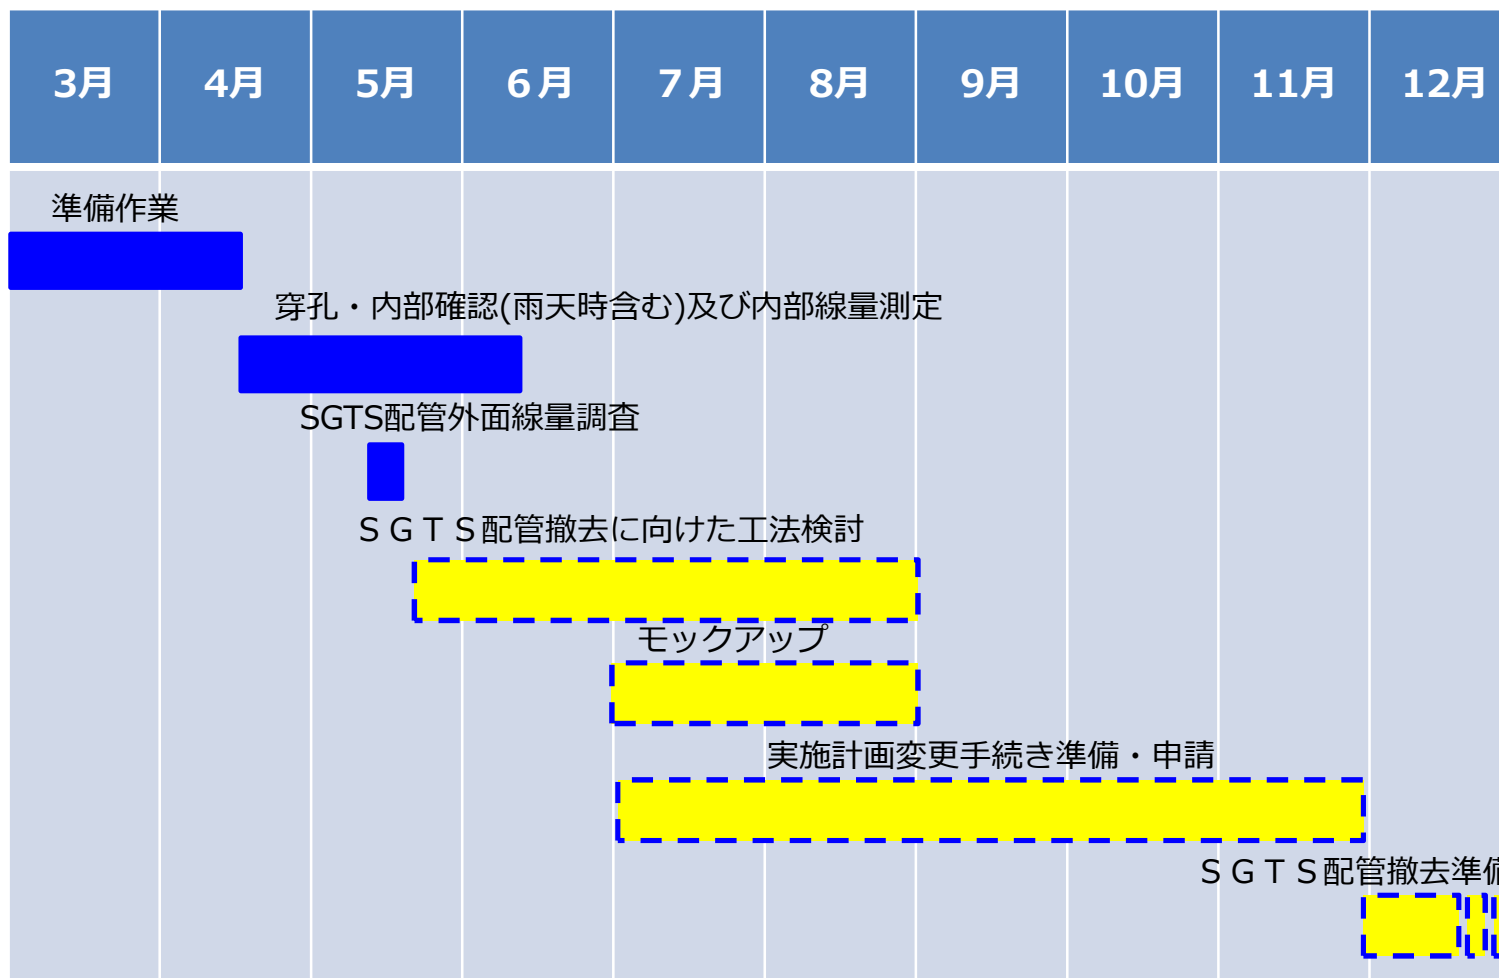 3月 4月 5月 ６月 ７月 8月 9月 10月 11月 12月
準備作業
穿孔・内部確認(雨天時含む)及び内部線量測定
SGTS配管外面線量調査
ＳＧＴＳ配管撤去に向けた工法検討
モックアップ
実施計画変更手続き準備・申請
ＳＧＴＳ配管撤去準備